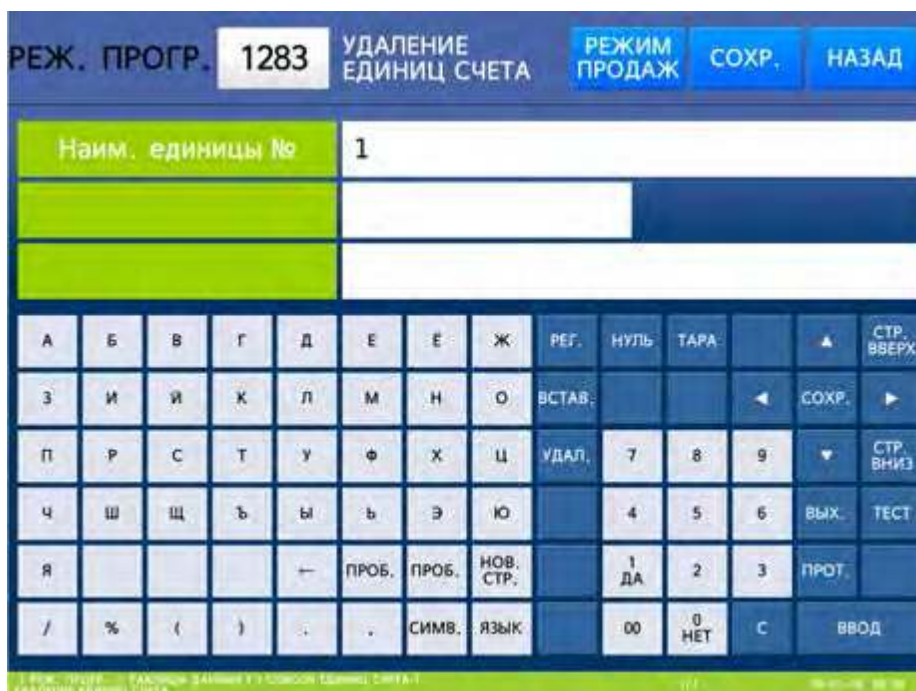 РЕЖ. ПРОГР. 1283 УДАЛЕНИЕ ЕДИНИЦ СЧЕТА РЕЖИМ ПРОДАЖ СОХР. НАЗАД
Наим. единицы № 1
А Б В Г Д Е Ё Ж РЕГ. НУЛЬ ТАРА ▲ СТР. ВВЕРХ
З И Й К Л М Н О ВСТАВ. ◀ СОХР. ▶
П Р С Т У Ф Х Ц УДАЛ. 7 8 9 ▼ СТР. ВНИЗ
Ч Ш Щ Ъ Ы Ь Э Ю 4 5 6 ВЫХ. ТЕСТ
Я ← ПРОБ. ПРОБ. НОВ. СТР. 1 ДА 2 3 ПРОТ.
/ % ( ) . СИМВ. ЯЗЫК 00 0 НЕТ С ВВОД